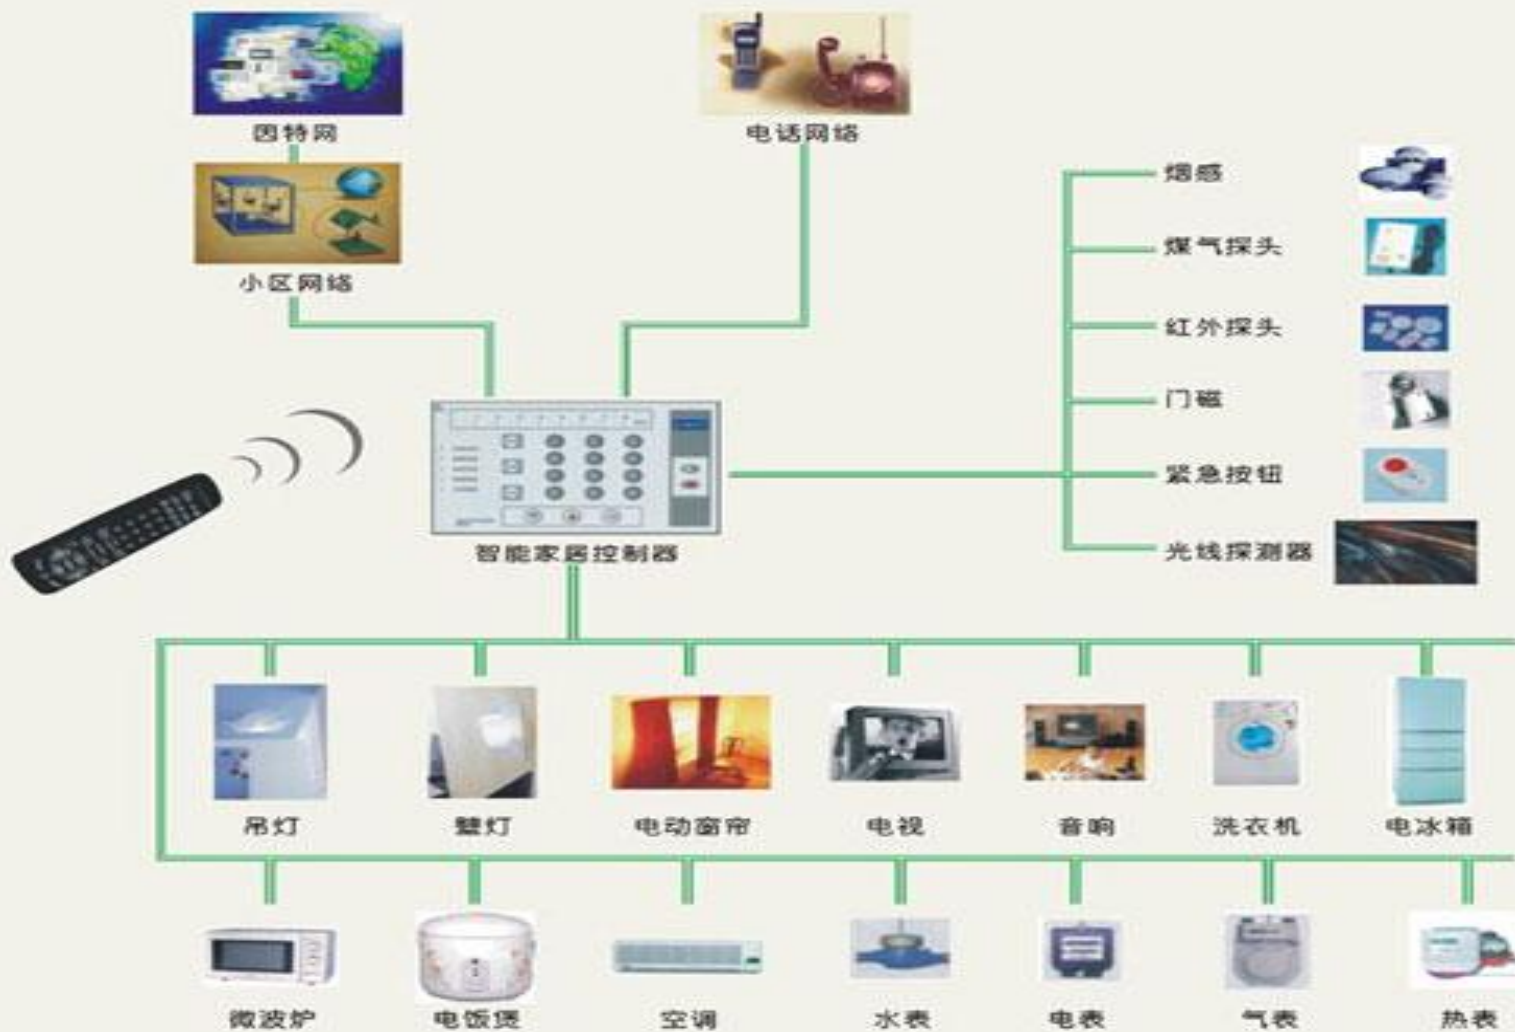 因特网
电话网络
小区网络
烟感
煤气探头
红外探头
门磁
紧急按钮
光线探测器
智能家居控制器
吊灯
壁灯
电动窗帘
电视
音响
洗衣机
电冰箱
微波炉
电饭煲
空调
水表
电表
气表
热表